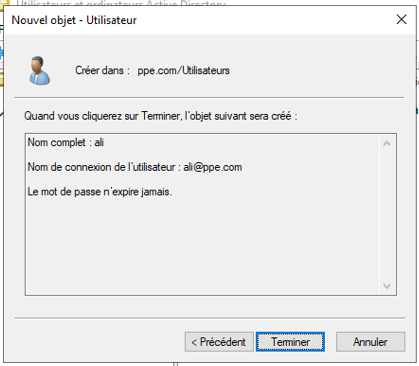 Utilisateurs et ordinateurs Active Directory
Nouvel objet - Utilisateur
Créer dans : ppe.com/Utilisateurs
Quand vous cliquerez sur Terminer, l'objet suivant sera créé :
Nom complet : ali
Nom de connexion de l'utilisateur : ali@ppe.com
Le mot de passe n'expire jamais.
< Précédent
Terminer
Annuler